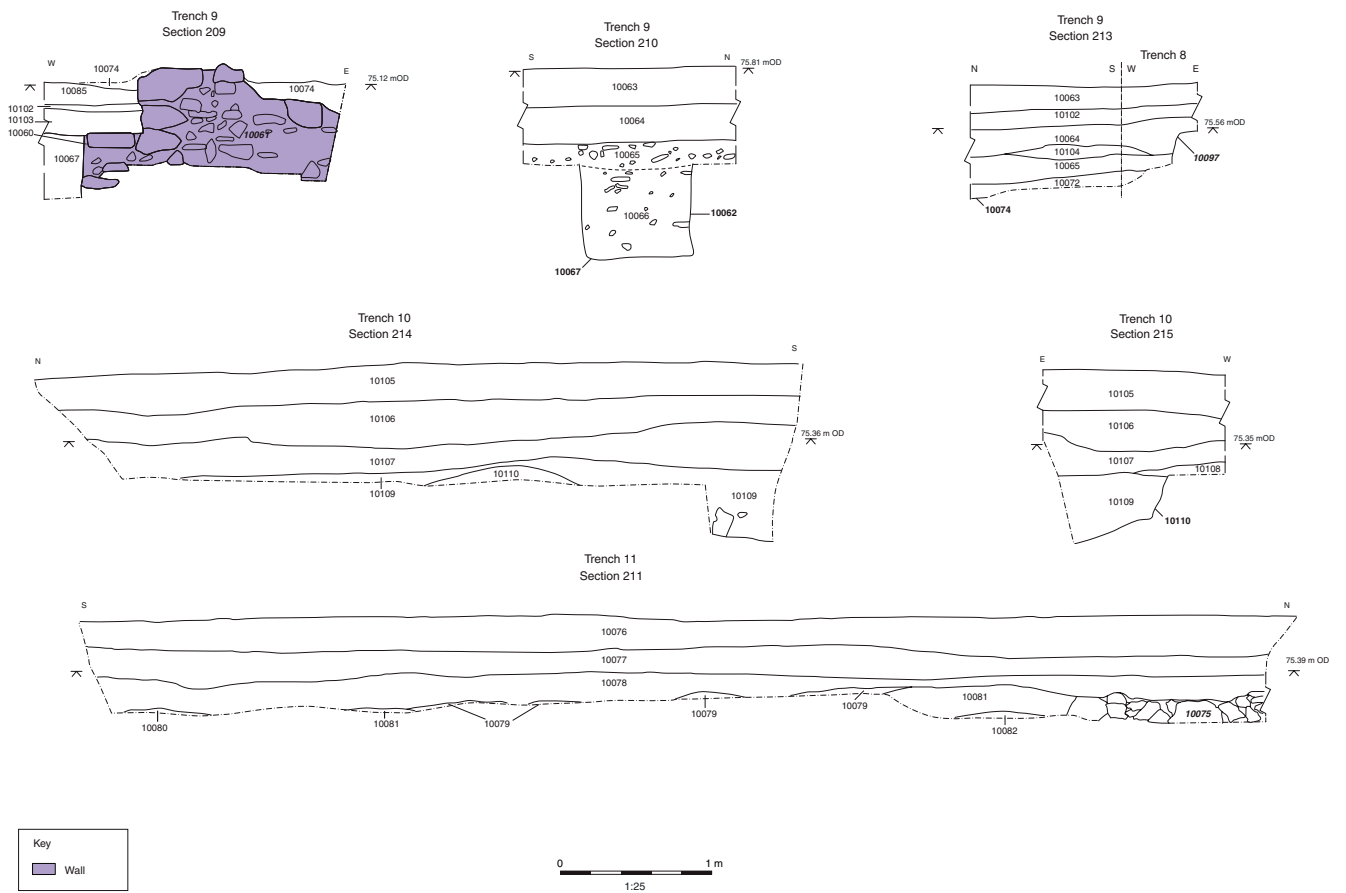 Trench 9
Section 209
W
E
10074
10085
10074
75.12 mOD
10102
10103
10060
10061
10067
Trench 9
Section 210
S
N
75.81 mOD
10063
10064
10065
10066
10062
10067
Trench 9
Section 213
Trench 8
N
S
W
E
10063
10102
75.56 mOD
10064
10104
10065
10097
10072
10074
Trench 10
Section 214
N
S
10105
10106
75.36 m OD
10107
10110
10109
10109
Trench 10
Section 215
E
W
10105
10106
75.35 mOD
10107
10108
10109
10110
Trench 11
Section 211
S
N
10076
10077
75.39 m OD
10078
10081
10079
10079
10075
10080
10081
10079
10082
Key
Wall
0
1 m
1:25